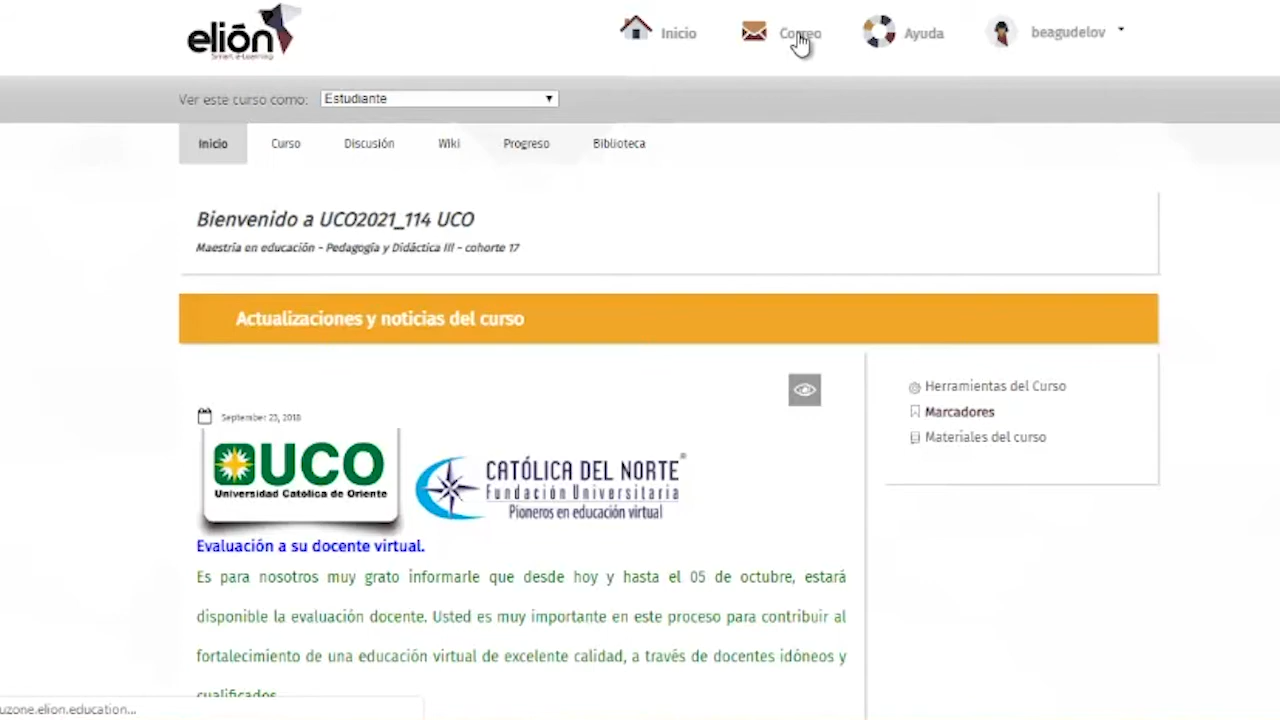 elión
Smart e-Learning
Inicio
Correo
Ayuda
beagudelov
Ver este curso como: Estudiante
Inicio
Curso
Discusión
Wiki
Progreso
Biblioteca
Bienvenido a UCO2021_114 UCO
Maestría en educación - Pedagogía y Didáctica III - cohorte 17
Actualizaciones y noticias del curso
Herramientas del Curso
Marcadores
Materiales del curso
September 23, 2018
UCO
Universidad Católica de Oriente
CATÓLICA DEL NORTE®
Fundación Universitaria
Pioneros en educación virtual
Evaluación a su docente virtual.
Es para nosotros muy grato informarle que desde hoy y hasta el 05 de octubre, estará
disponible la evaluación docente. Usted es muy importante en este proceso para contribuir al
fortalecimiento de una educación virtual de excelente calidad, a través de docentes idóneos y
cualificados
uzone.elion.education...